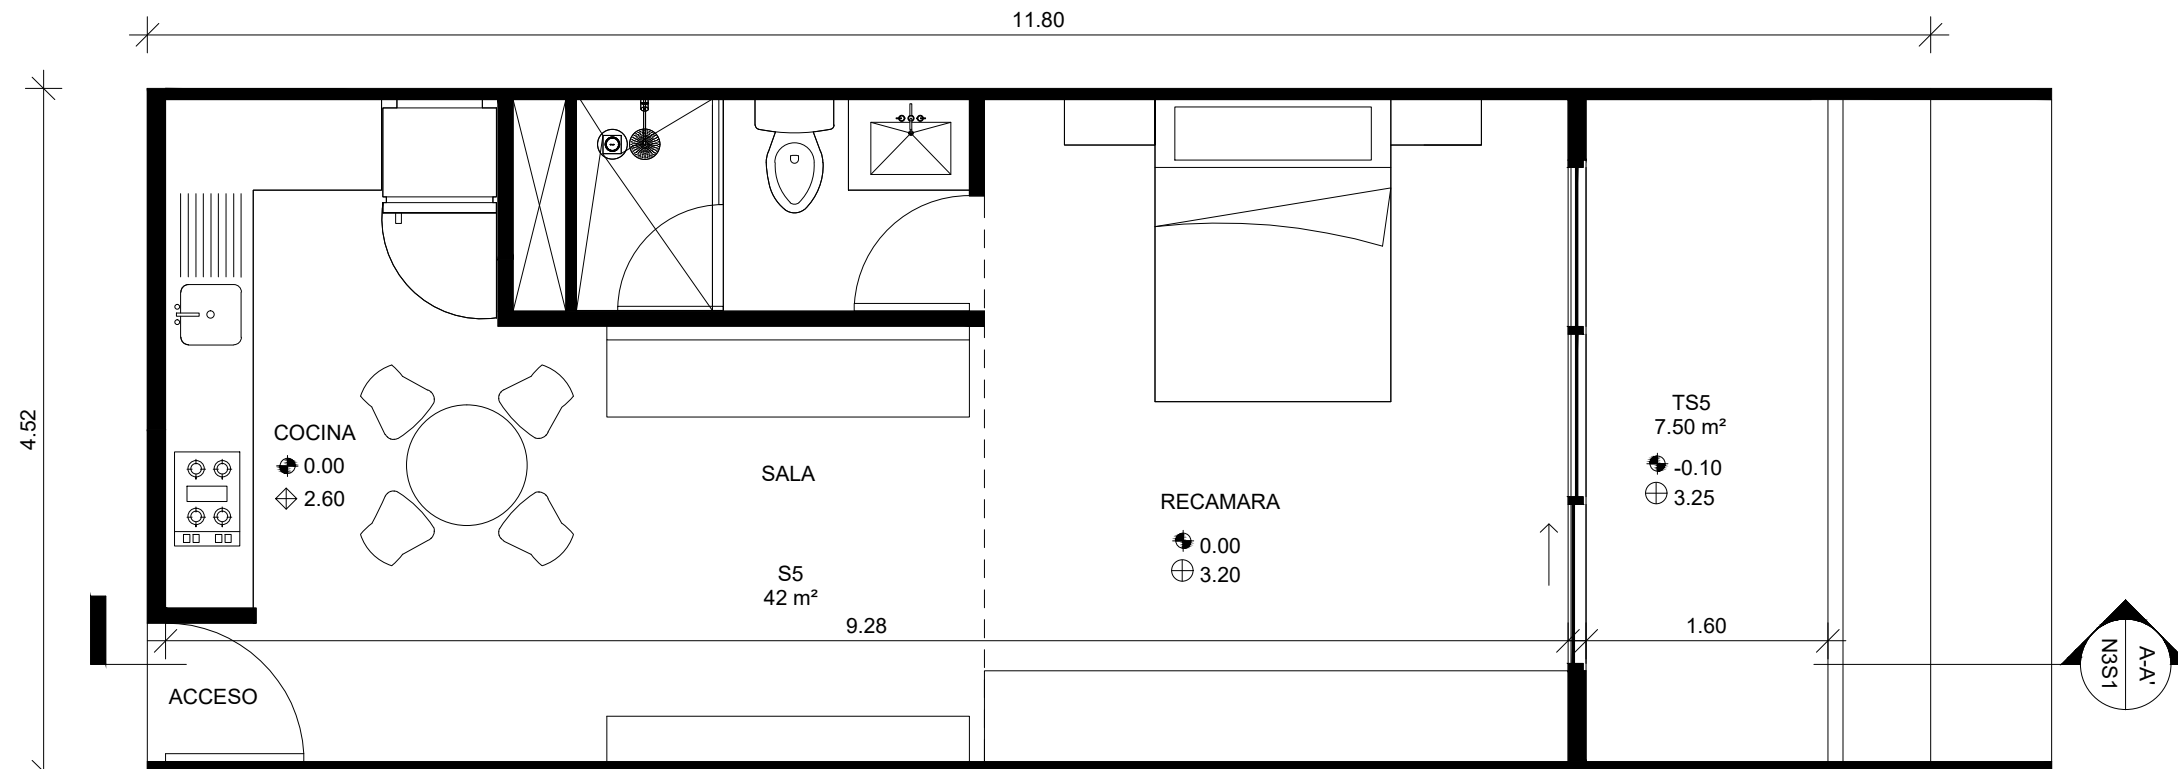 11.80
4.52
COCINA
0.00
2.60
SALA
S5
42 m²
RECAMARA
0.00
3.20
TS5
7.50 m²
-0.10
3.25
9.28
1.60
ACCESO
A-A'
N3S1